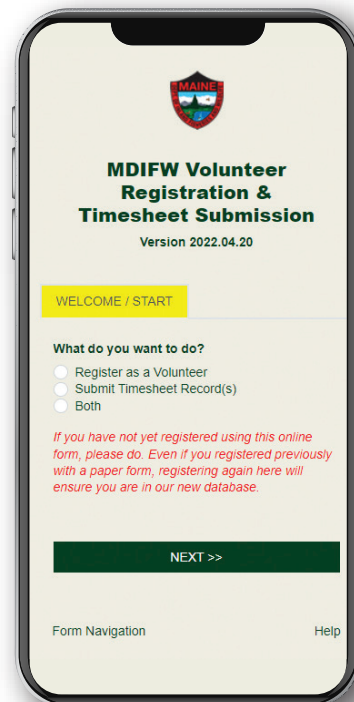 MAINE
MDIFW Volunteer
Registration &
Timesheet Submission
Version 2022.04.20
WELCOME / START
What do you want to do?
Register as a Volunteer
Submit Timesheet Record(s)
Both
If you have not yet registered using this online
form, please do. Even if you registered previously
with a paper form, registering again here will
ensure you are in our new database.
NEXT >>
Form Navigation
Help